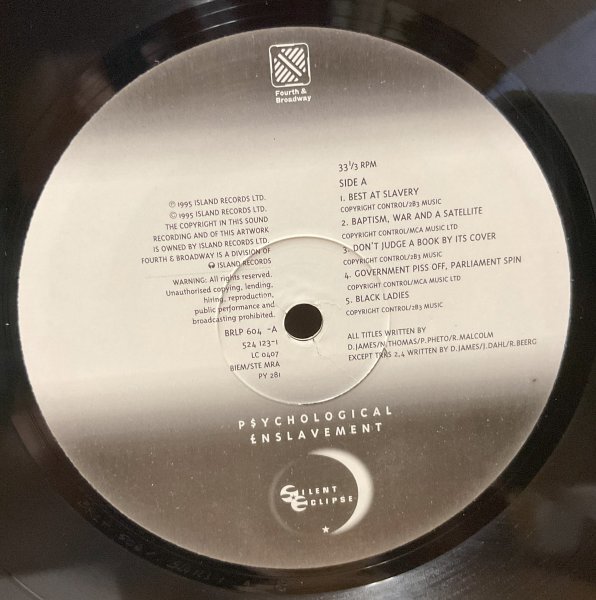 Fourth &
Broadway
℗ 1995 ISLAND RECORDS LTD.
© 1995 ISLAND RECORDS LTD.
THE COPYRIGHT IN THIS SOUND
RECORDING AND OF THIS ARTWORK
IS OWNED BY ISLAND RECORDS LTD.
FOURTH & BROADWAY IS A DIVISION OF
ISLAND RECORDS
WARNING: All rights reserved.
Unauthorised copying, lending,
hiring, reproduction,
public performance and
broadcasting prohibited.
BRLP 604 -A
524 123-1
LC 0407
BIEM/STE MRA
PY 281
33 1/3 RPM
SIDE A
1. BEST AT SLAVERY
COPYRIGHT CONTROL/2B3 MUSIC
2. BAPTISM, WAR AND A SATELLITE
COPYRIGHT CONTROL/MCA MUSIC LTD
3. DON'T JUDGE A BOOK BY ITS COVER
COPYRIGHT CONTROL/2B3 MUSIC
4. GOVERNMENT PISS OFF, PARLIAMENT SPIN
COPYRIGHT CONTROL/MCA MUSIC LTD
5. BLACK LADIES
COPYRIGHT CONTROL/2B3 MUSIC
ALL TITLES WRITTEN BY
D.JAMES/N.THOMAS/P.PHETO/R.MALCOLM
EXCEPT TRKS 2,4 WRITTEN BY D.JAMES/J.DAHL/R.BEERG
P$YCHOLOGICAL
£NSLAVEMENT
SILENT
ECLIPSE